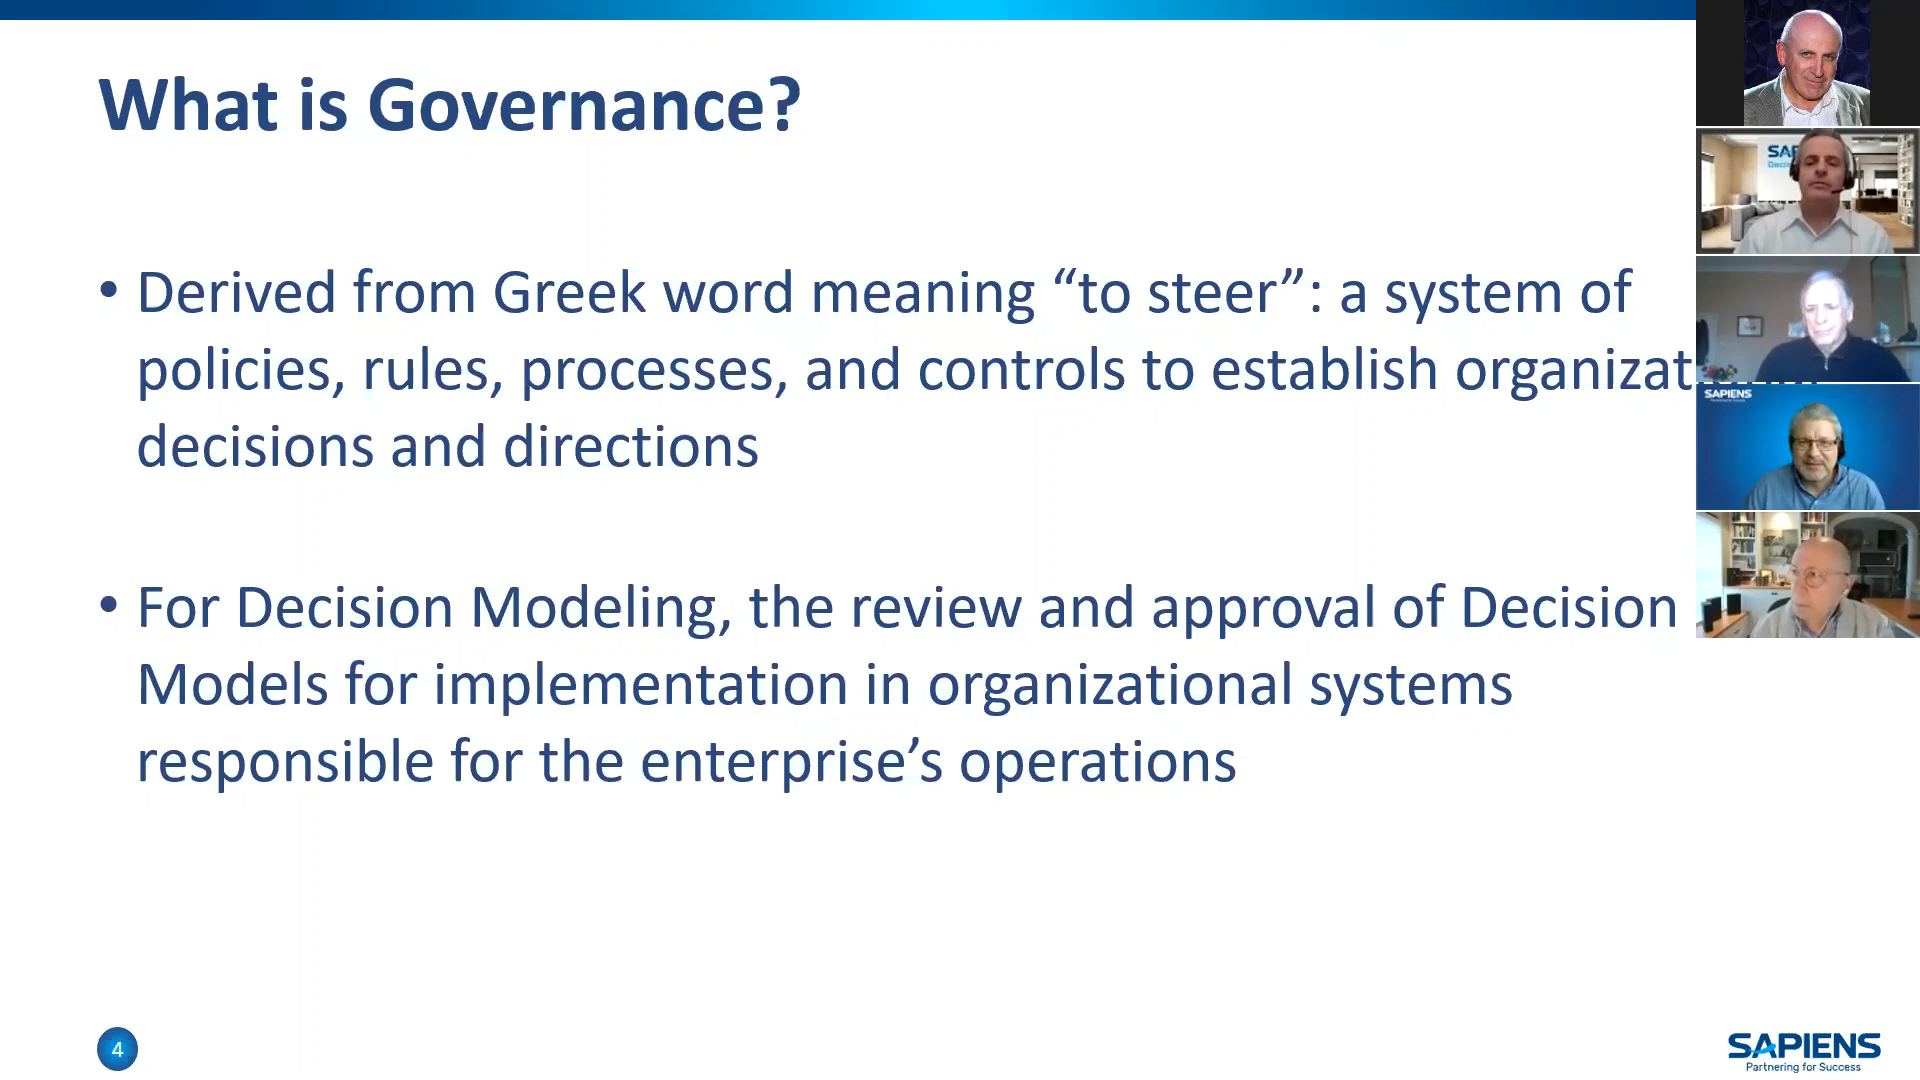 What is Governance?
• Derived from Greek word meaning “to steer”: a system of
policies, rules, processes, and controls to establish
decisions and directions
• For Decision Modeling, the review and approval of Decision
Models for implementation in organizational systems
responsible for the enterprise’s operations
SAPIENS
4
SAPIENS
Partnering for Success